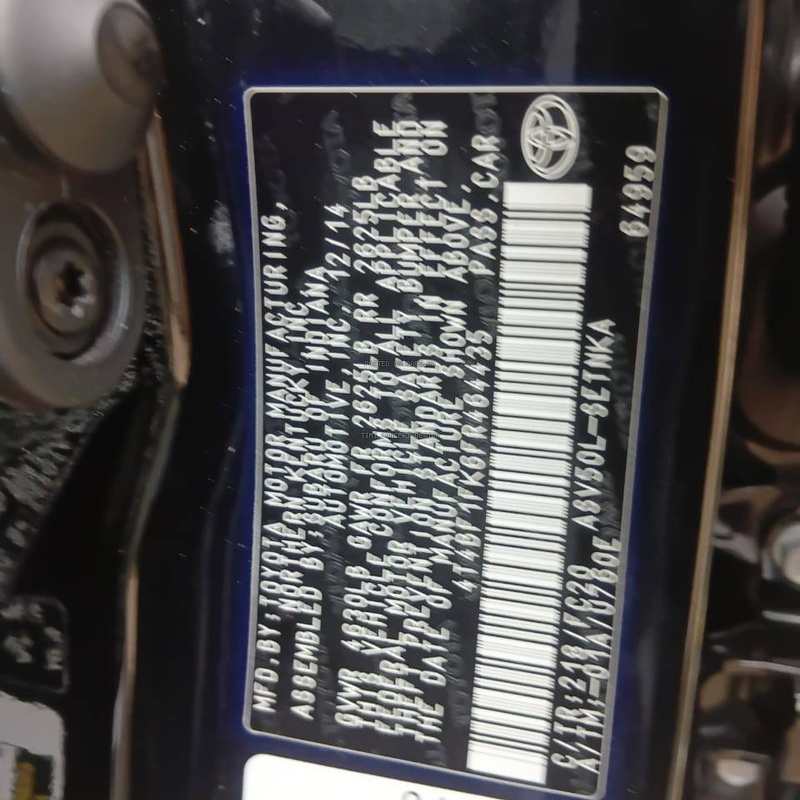 MFD.BY:TOYOTA MOTOR MANUFACTURING,
NORTHERN KENTUCKY, INC.
ASSEMBLED BY:SUBARU OF INDIANA
AUTOMOTIVE,INC. 12/14
GVWR 4630LB GAWR FR 2625LB RR 2625LB
THIS VEHICLE CONFORMS TO ALL APPLICABLE
FEDERAL MOTOR VEHICLE SAFETY, BUMPER, AND
THEFT PREVENTION STANDARDS IN EFFECT ON
THE DATE OF MANUFACTURE SHOWN ABOVE.
4T4BF1FK6FR464435 PASS.CAR
C/TR:218/LC20 ASV50L-CETNKA
A/TM:-01A/U760E
64959